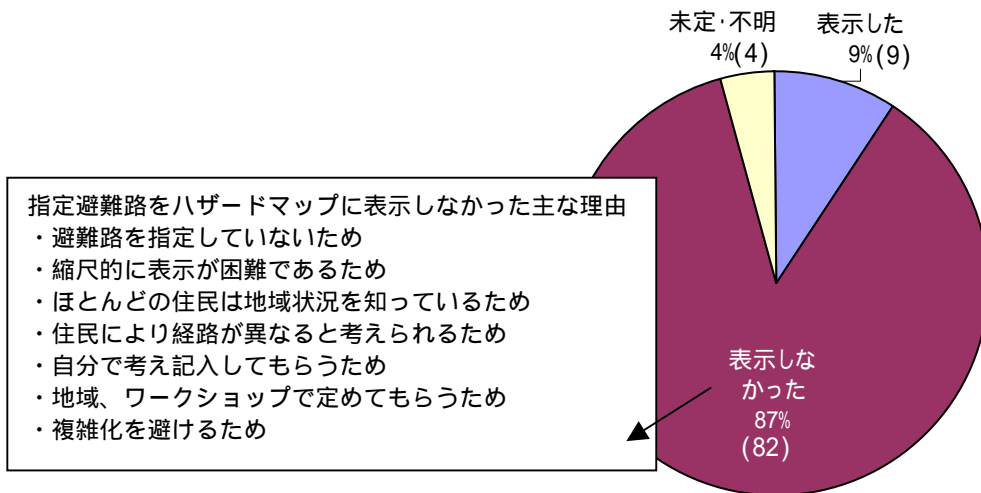 未定・不明
4%(4)
表示した
9%(9)
指定避難路をハザードマップに表示しなかった主な理由
・避難路を指定していないため
・縮尺的に表示が困難であるため
・ほとんどの住民は地域状況を知っているため
・住民により経路が異なると考えられるため
・自分で考え記入してもらうため
・地域、ワークショップで定めてもらうため
・複雑化を避けるため
表示しな
かった
87%
(82)